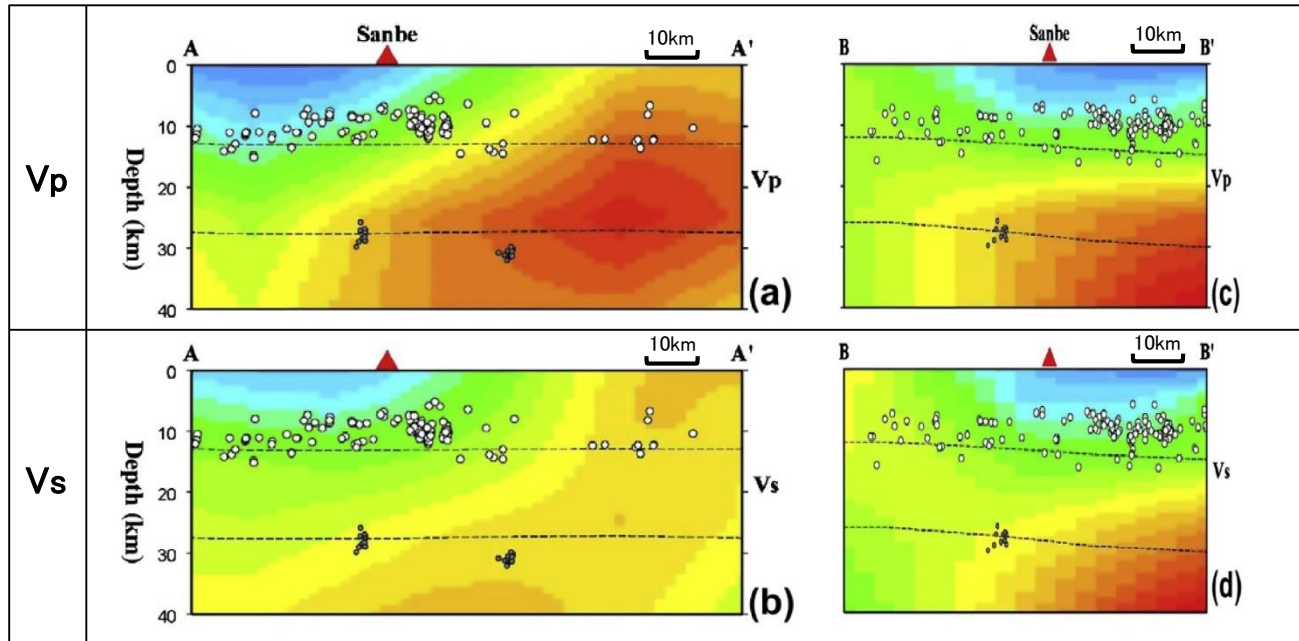 Vp
Sanbe
A
A'
10km
0
10
20
30
40
Depth (km)
Vp
(a)
Sanbe
B
B'
10km
Vp
(c)
Vs
A
A'
10km
0
10
20
30
40
Depth (km)
Vs
(b)
B
B'
10km
Vs
(d)